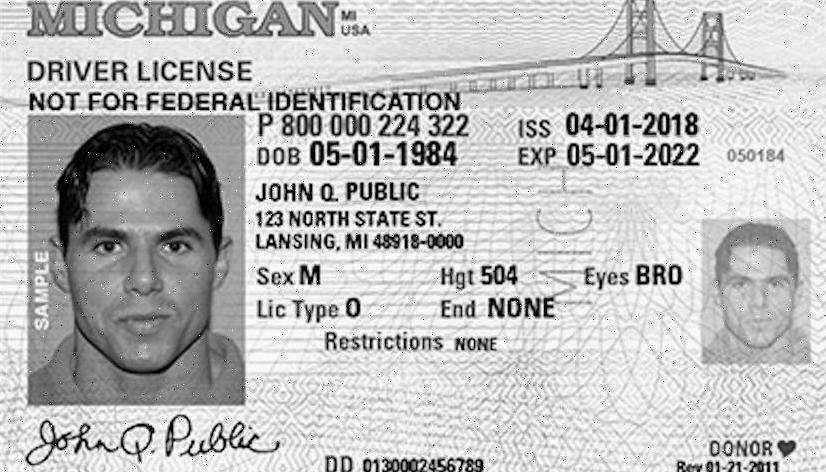 MICHIGAN MI USA
DRIVER LICENSE
NOT FOR FEDERAL IDENTIFICATION
P 800 000 224 322 ISS 04-01-2018
DOB 05-01-1984 EXP 05-01-2022 050184
JOHN Q. PUBLIC
123 NORTH STATE ST.
LANSING, MI 48918-0000
Sex M Hgt 504 Eyes BRO
Lic Type O End NONE
Restrictions NONE
SAMPLE
MICH
John Q. Public
DONOR
DD 0130002456789 Rev 01-21-2011